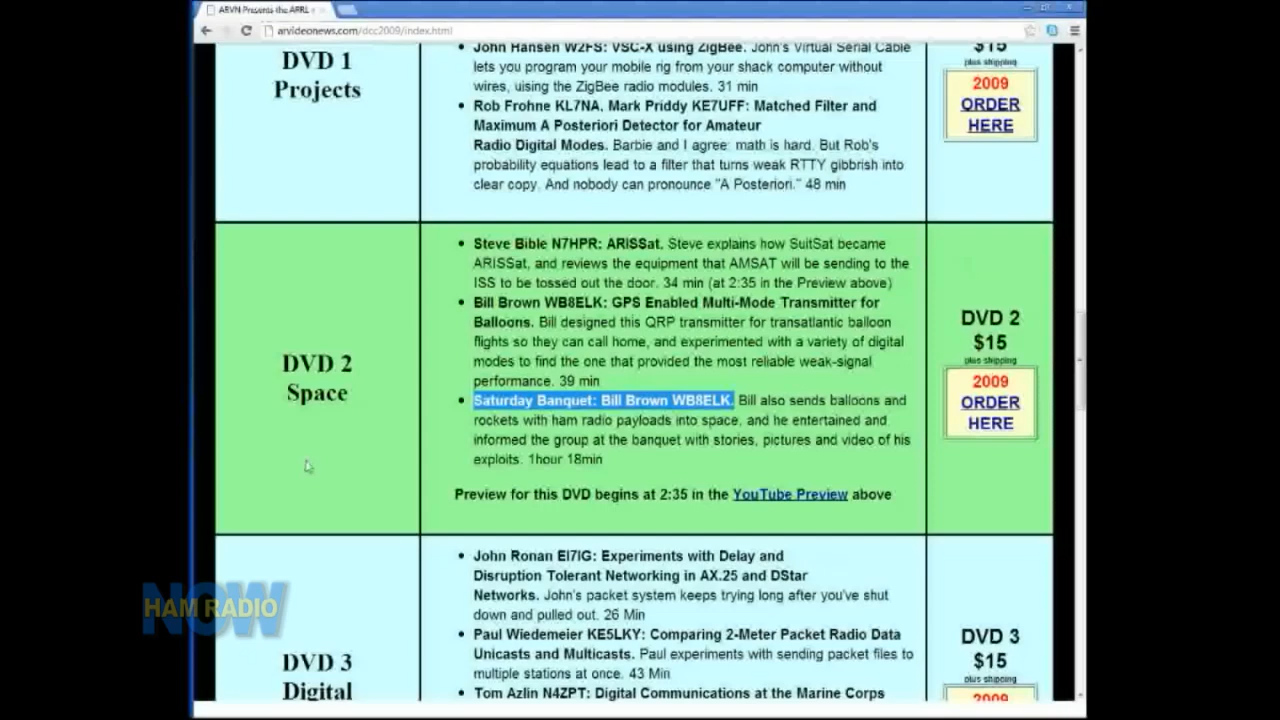 ARVN Presents the ARRL
arvideonews.com/dcc2009/index.html
DVD 1
Projects
John Hansen W2FS: VSC-X using ZigBee. John's Virtual Serial Cable
lets you program your mobile rig from your shack computer without
wires, uising the ZigBee radio modules. 31 min
Rob Frohne KL7NA, Mark Priddy KE7UFF: Matched Filter and
Maximum A Posteriori Detector for Amateur
Radio Digital Modes. Barbie and I agree: math is hard. But Rob's
probability equations lead to a filter that turns weak RTTY gibbrish into
clear copy. And nobody can pronounce "A Posteriori." 48 min
$15
plus shipping
2009
ORDER
HERE
DVD 2
Space
Steve Bible N7HPR: ARISSat. Steve explains how SuitSat became
ARISSat, and reviews the equipment that AMSAT will be sending to the
ISS to be tossed out the door. 34 min (at 2:35 in the Preview above)
Bill Brown WB8ELK: GPS Enabled Multi-Mode Transmitter for
Balloons. Bill designed this QRP transmitter for transatlantic balloon
flights so they can call home, and experimented with a variety of digital
modes to find the one that provided the most reliable weak-signal
performance. 39 min
Saturday Banquet: Bill Brown WB8ELK. Bill also sends balloons and
rockets with ham radio payloads into space, and he entertained and
informed the group at the banquet with stories, pictures and video of his
exploits. 1hour 18min
Preview for this DVD begins at 2:35 in the YouTube Preview above
DVD 2
$15
plus shipping
2009
ORDER
HERE
DVD 3
Digital
John Ronan EI7IG: Experiments with Delay and
Disruption Tolerant Networking in AX.25 and DStar
Networks. John's packet system keeps trying long after you've shut
down and pulled out. 26 Min
Paul Wiedemeier KE5LKY: Comparing 2-Meter Packet Radio Data
Unicasts and Multicasts. Paul experiments with sending packet files to
multiple stations at once. 43 Min
Tom Azlin N4ZPT: Digital Communications at the Marine Corps
DVD 3
$15
plus shipping
2009
HAM RADIO
NOW